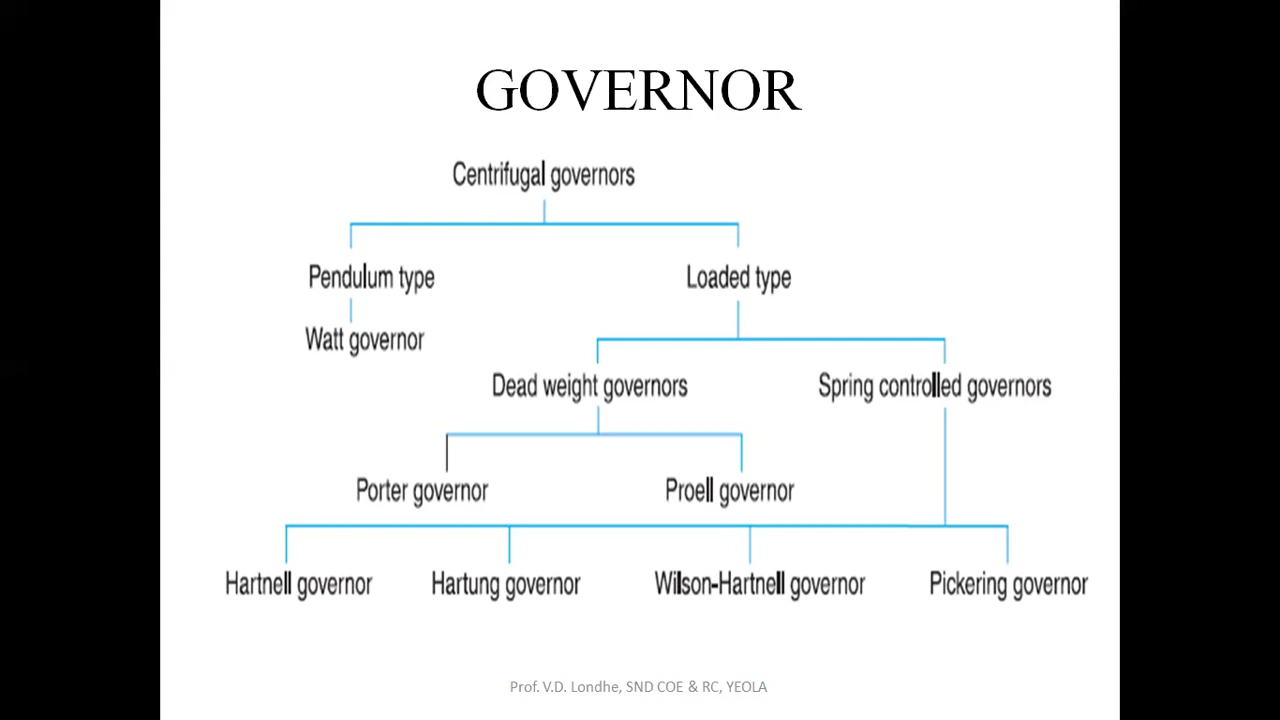 GOVERNOR
Centrifugal governors
Pendulum type
Loaded type
Watt governor
Dead weight governors
Spring controlled governors
Porter governor
Proell governor
Hartnell governor
Hartung governor
Wilson-Hartnell governor
Pickering governor
Prof. V.D. Londhe, SND COE & RC, YEOLA